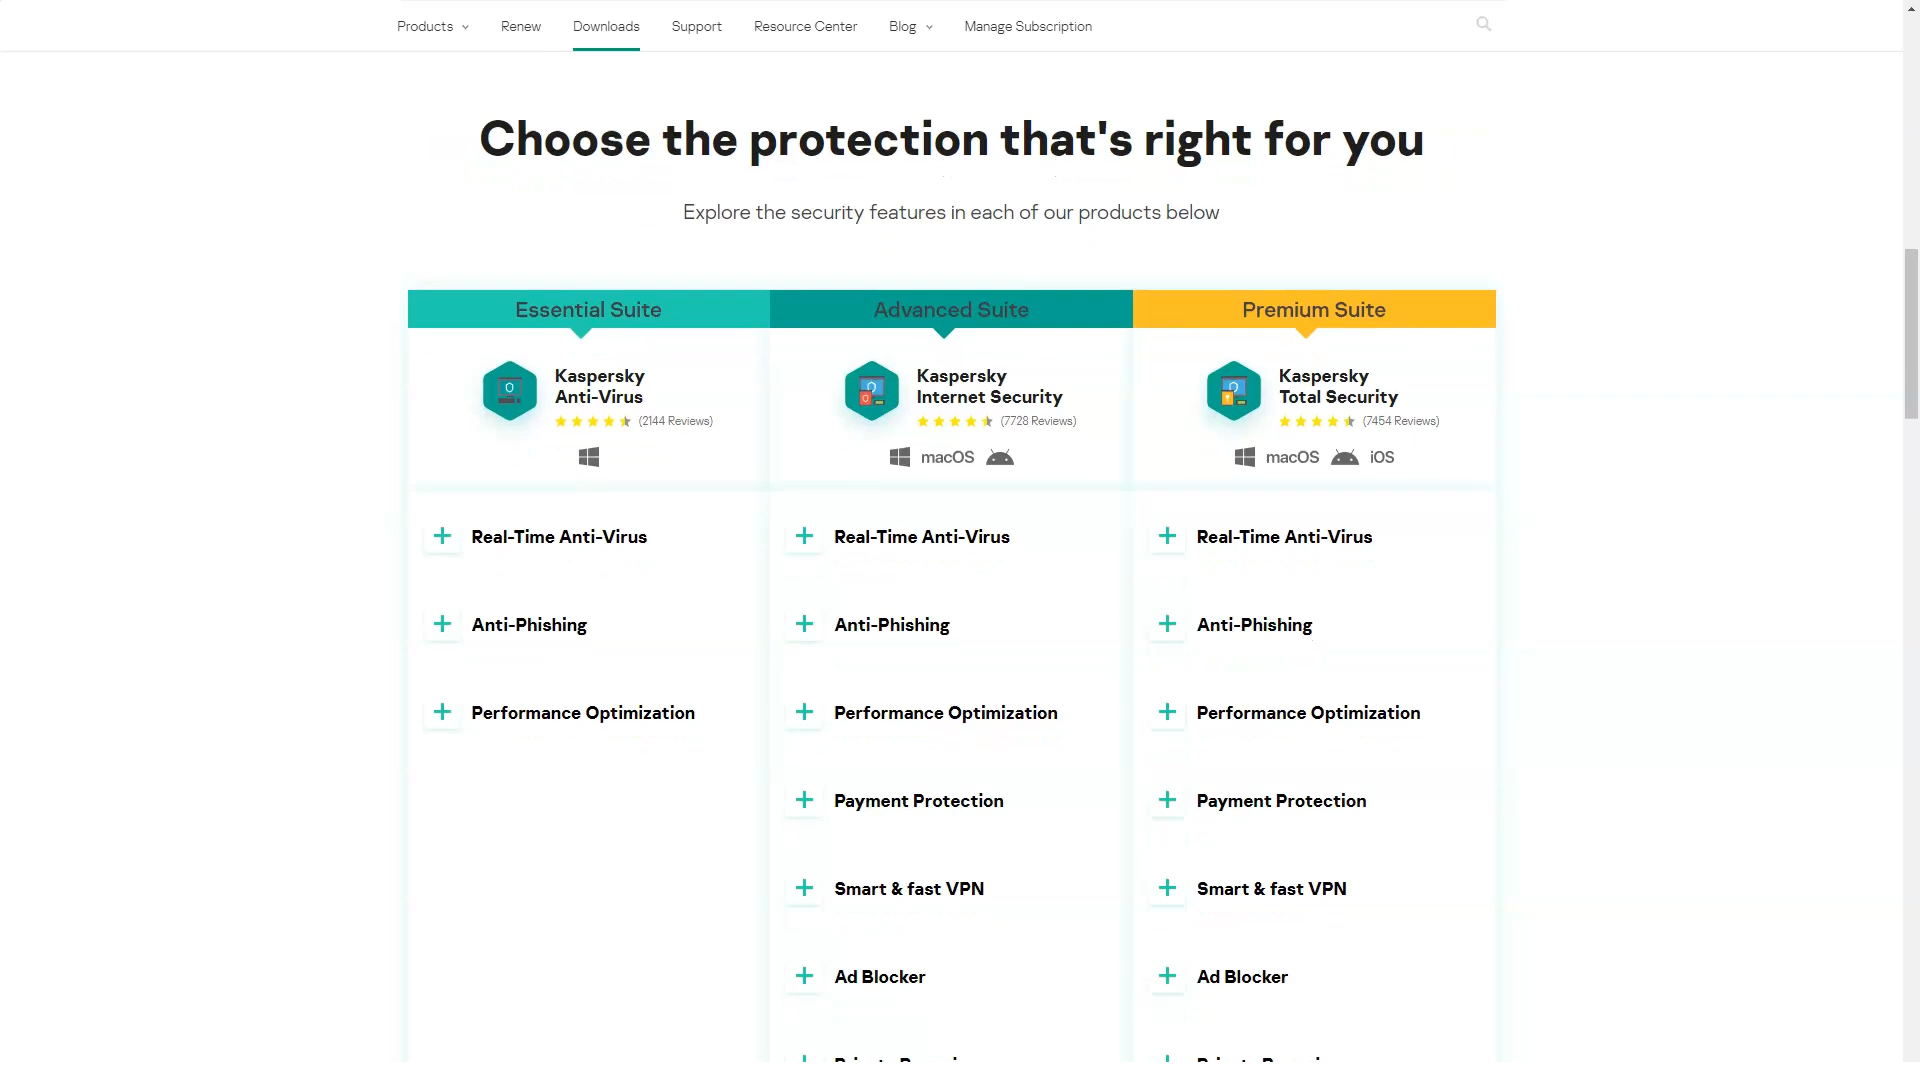 Products Renew Downloads Support Resource Center Blog Manage Subscription
Choose the protection that's right for you
Explore the security features in each of our products below
Essential Suite Advanced Suite Premium Suite
Kaspersky Kaspersky Kaspersky
Anti-Virus Internet Security Total Security
(2144 Reviews) (7728 Reviews) (7454 Reviews)
macOS macOS iOS
Real-Time Anti-Virus Real-Time Anti-Virus Real-Time Anti-Virus
Anti-Phishing Anti-Phishing Anti-Phishing
Performance Optimization Performance Optimization Performance Optimization
Payment Protection Payment Protection
Smart & fast VPN Smart & fast VPN
Ad Blocker Ad Blocker